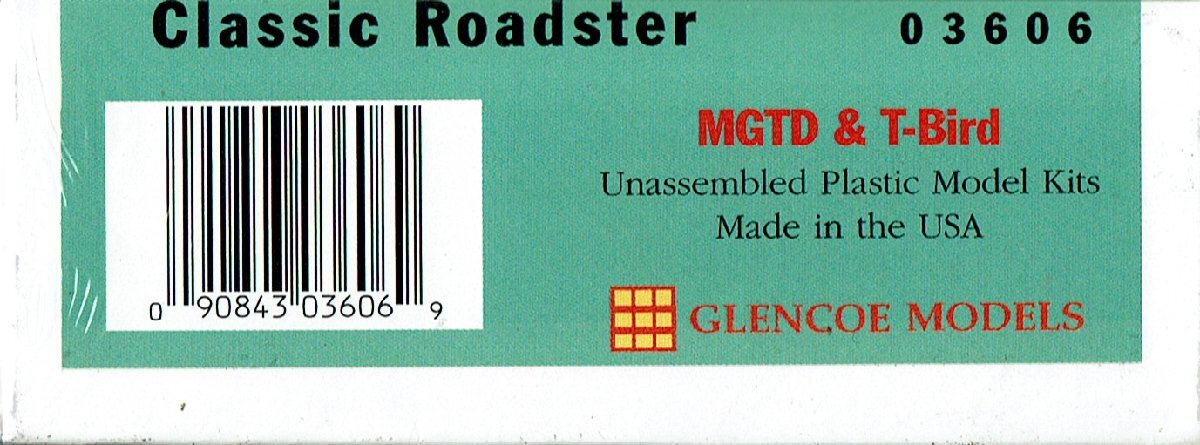 Classic Roadster 03606
MGTD & T-Bird
Unassembled Plastic Model Kits
Made in the USA
GLENCOE MODELS
0 90843 03606 9